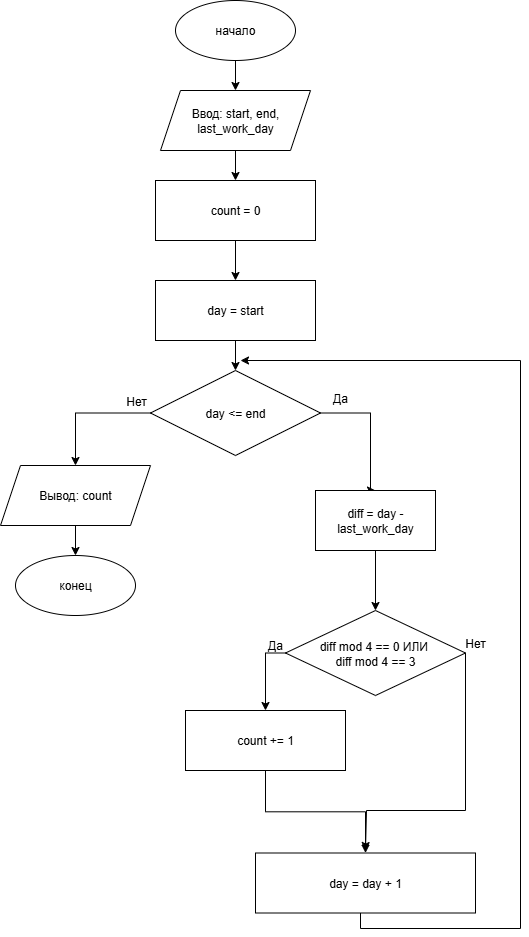 начало
Ввод: start, end,
last_work_day
count = 0
day = start
day <= end
Нет
Да
Вывод: count
конец
diff = day -
last_work_day
diff mod 4 == 0 ИЛИ
diff mod 4 == 3
Да
Нет
count += 1
day = day + 1